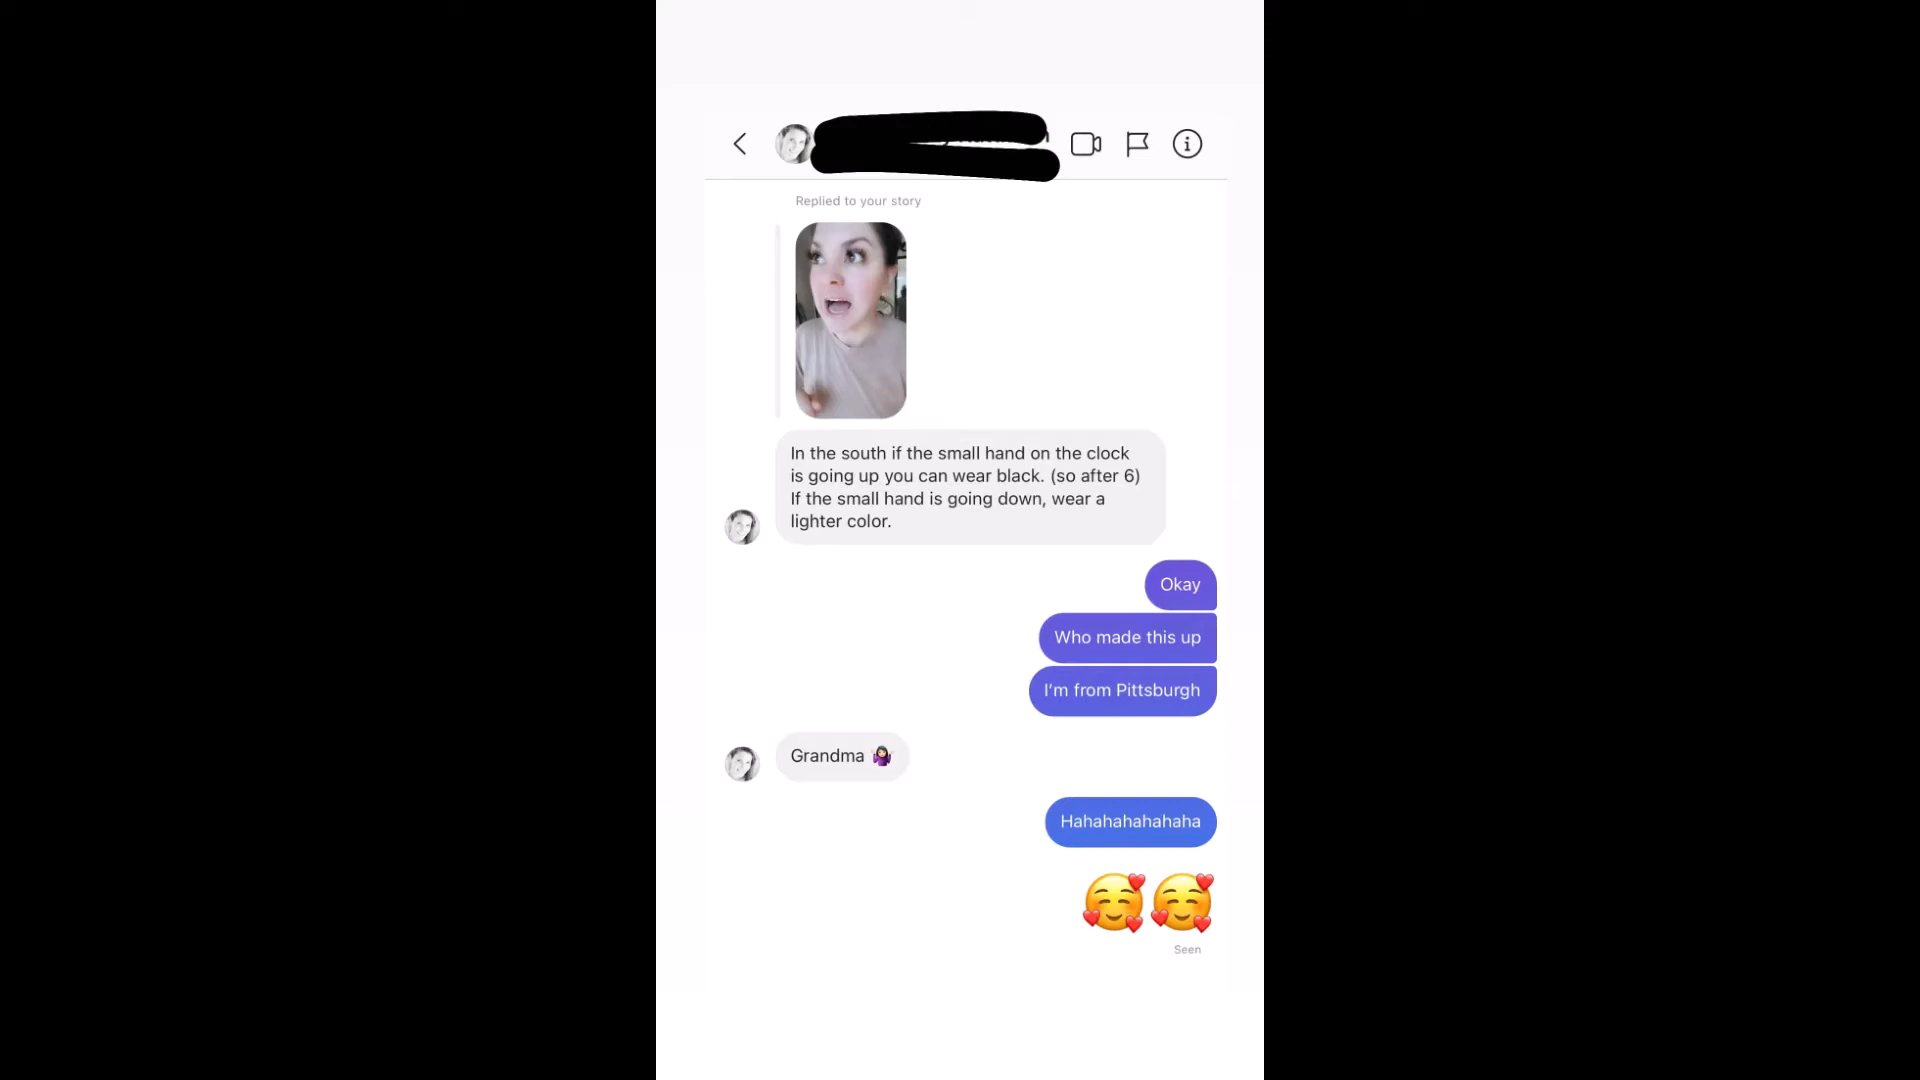 Replied to your story
In the south if the small hand on the clock
is going up you can wear black. (so after 6)
If the small hand is going down, wear a
lighter color.
Okay
Who made this up
I’m from Pittsburgh
Grandma 🤷🏻‍♀️
Hahahahahahaha
🥰🥰
Seen